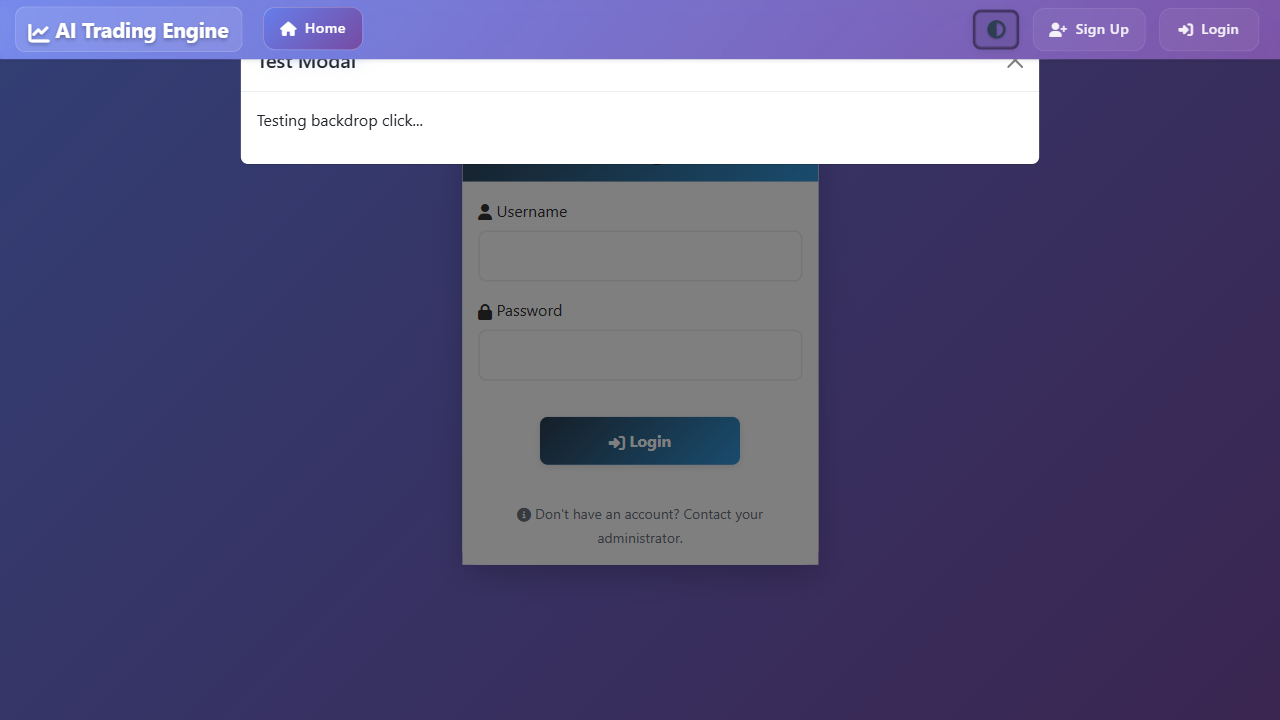 AI Trading Engine
Home
Sign Up
Login
Test Modal
Testing backdrop click...
Username
Password
Login
Don't have an account? Contact your
administrator.